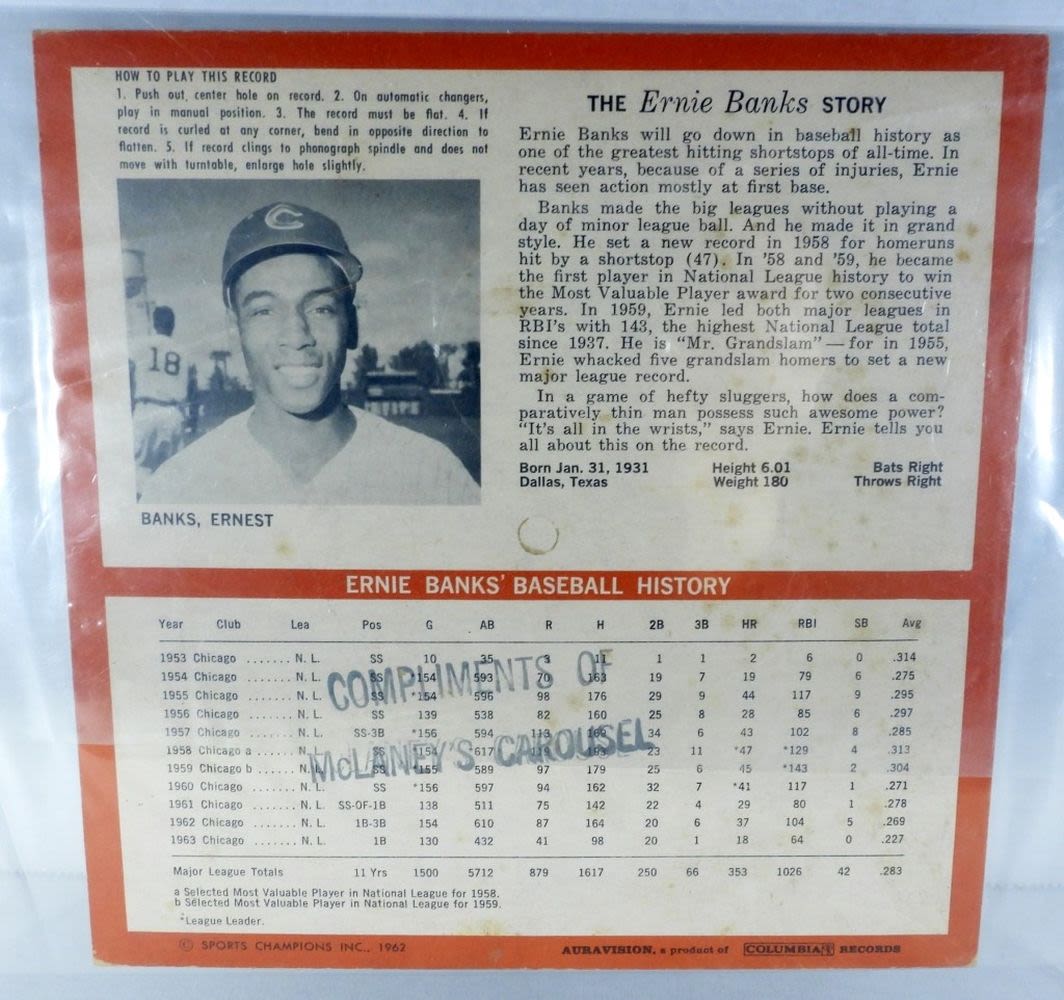 HOW TO PLAY THIS RECORD
1. Push out center hole on record. 2. On automatic changers,
play in manual position. 3. The record must be flat. 4. If
record is curled at any corner, bend in opposite direction to
flatten. 5. If record clings to phonograph spindle and does not
move with turntable, enlarge hole slightly.
C
18
BANKS, ERNEST
THE Ernie Banks STORY
Ernie Banks will go down in baseball history as
one of the greatest hitting shortstops of all-time. In
recent years, because of a series of injuries, Ernie
has seen action mostly at first base.
Banks made the big leagues without playing a
day of minor league ball. And he made it in grand
style. He set a new record in 1958 for homeruns
hit by a shortstop (47). In '58 and '59, he became
the first player in National League history to win
the Most Valuable Player award for two consecutive
years. In 1959, Ernie led both major leagues in
RBI's with 143, the highest National League total
since 1937. He is "Mr. Grandslam" — for in 1955,
Ernie whacked five grandslam homers to set a new
major league record.
In a game of hefty sluggers, how does a com-
paratively thin man possess such awesome power?
"It's all in the wrists," says Ernie. Ernie tells you
all about this on the record.
Born Jan. 31, 1931 Height 6.01 Bats Right
Dallas, Texas Weight 180 Throws Right
ERNIE BANKS' BASEBALL HISTORY
Year Club Lea Pos G AB R H 2B 3B HR RBI SB Avg
1953 Chicago ....... N. L. SS 10 35 3 11 1 1 2 6 0 .314
1954 Chicago ....... N. L. SS *154 593 70 163 19 7 19 79 6 .275
1955 Chicago ....... N. L. SS *154 596 98 176 29 9 44 117 9 .295
1956 Chicago ....... N. L. SS 139 538 82 160 25 8 28 85 6 .297
1957 Chicago ....... N. L. SS-3B *156 594 113 169 34 6 43 102 8 .285
1958 Chicago a ...... N. L. SS *154 617 119 193 23 11 *47 *129 4 .313
1959 Chicago b ...... N. L. SS *155 589 97 179 25 6 45 *143 2 .304
1960 Chicago ....... N. L. SS *156 597 94 162 32 7 *41 117 1 .271
1961 Chicago ....... N. L. SS-OF-1B 138 511 75 142 22 4 29 80 1 .278
1962 Chicago ....... N. L. 1B-3B 154 610 87 164 20 6 37 104 5 .269
1963 Chicago ....... N. L. 1B 130 432 41 98 20 1 18 64 0 .227
Major League Totals 11 Yrs 1500 5712 879 1617 250 66 353 1026 42 .283
COMPLIMENTS OF
McLANEY'S CAROUSEL
a Selected Most Valuable Player in National League for 1958.
b Selected Most Valuable Player in National League for 1959.
*League Leader.
© SPORTS CHAMPIONS INC., 1962 AURAVISION, a product of COLUMBIA RECORDS